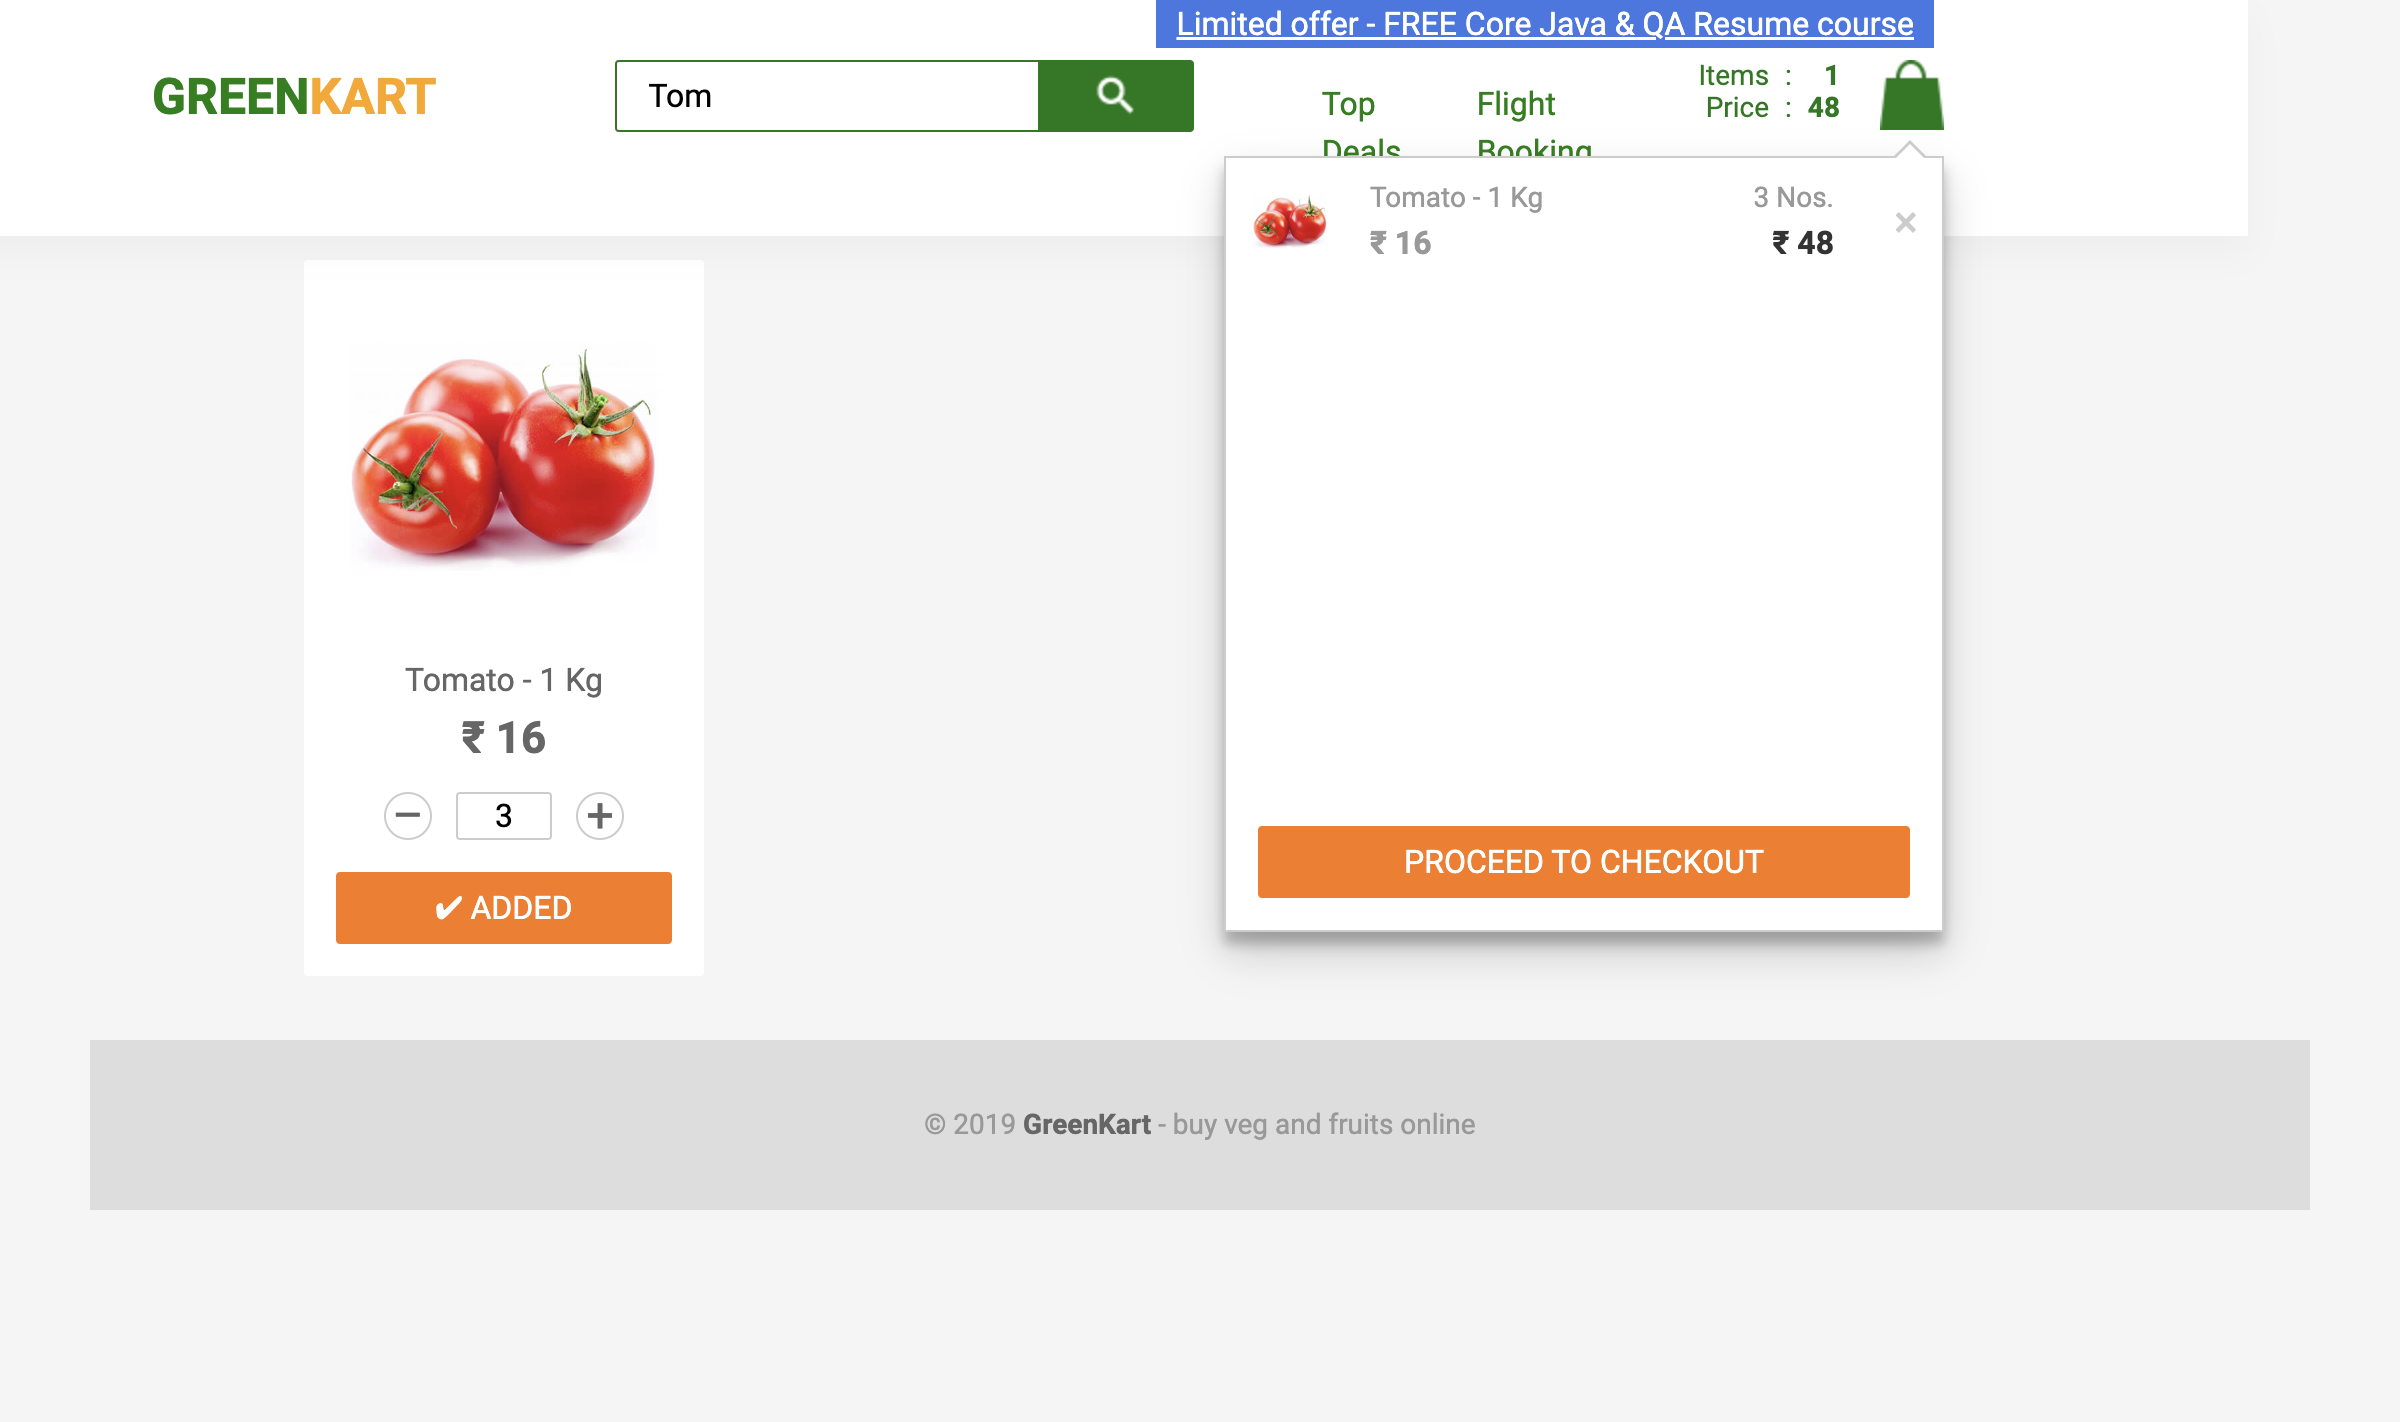 Limited offer - FREE Core Java & QA Resume course
GREENKART
Tom
Top
Deals
Flight
Booking
Items : 1
Price : 48
Tomato - 1 Kg
3 Nos.
₹ 16
₹ 48
×
PROCEED TO CHECKOUT
Tomato - 1 Kg
₹ 16
3
✔ ADDED
© 2019 GreenKart - buy veg and fruits online